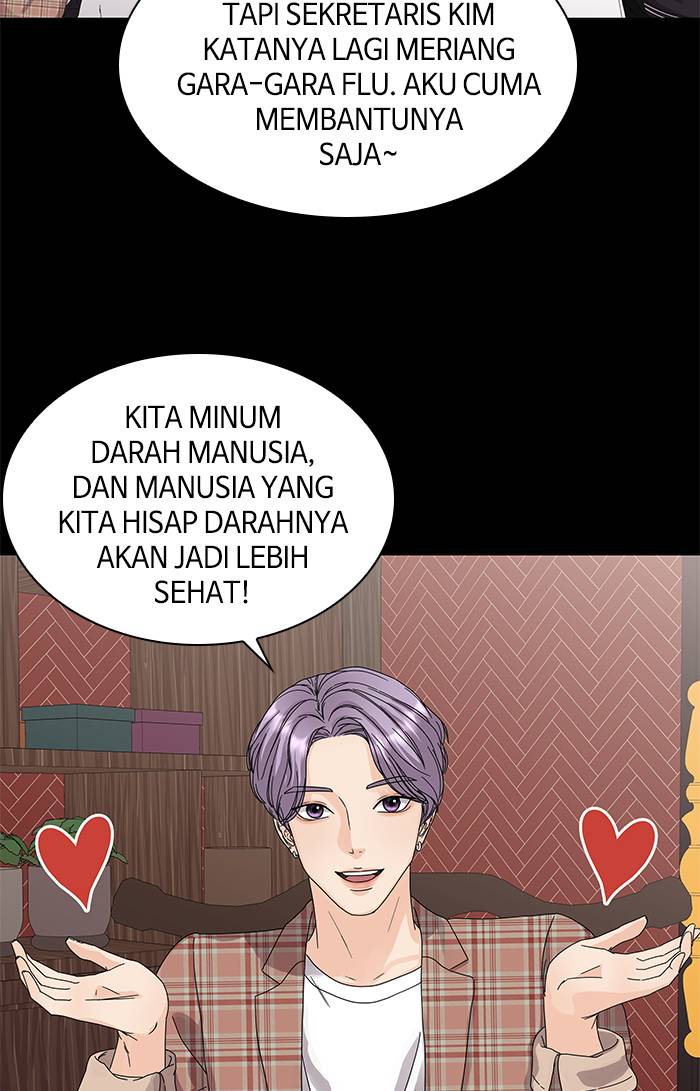 TAPI SEKRETARIS KIM
KATANYA LAGI MERIANG
GARA-GARA FLU. AKU CUMA
MEMBANTUNYA
SAJA~
KITA MINUM
DARAH MANUSIA,
DAN MANUSIA YANG
KITA HISAP DARAHNYA
AKAN JADI LEBIH
SEHAT!